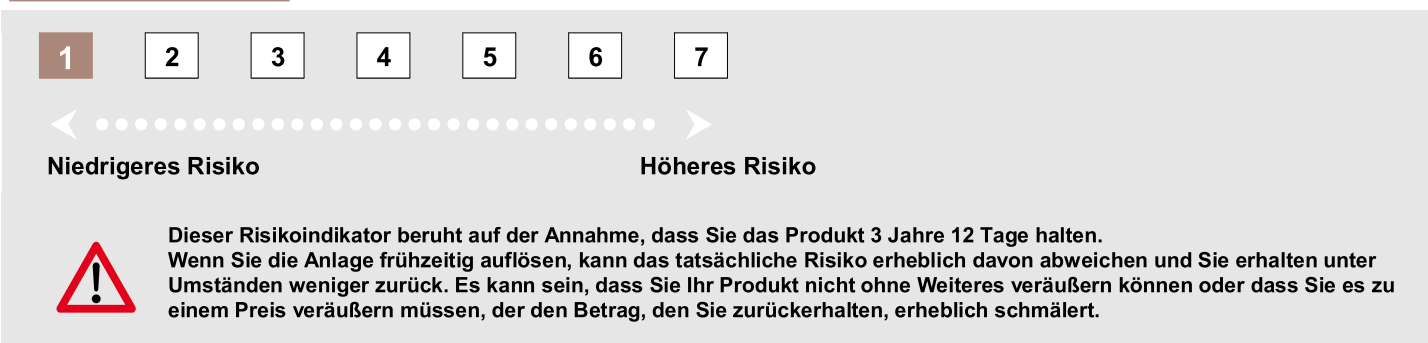 1 2 3 4 5 6 7
Niedrigeres Risiko Höheres Risiko
Dieser Risikoindikator beruht auf der Annahme, dass Sie das Produkt 3 Jahre 12 Tage halten.
Wenn Sie die Anlage frühzeitig auflösen, kann das tatsächliche Risiko erheblich davon abweichen und Sie erhalten unter
Umständen weniger zurück. Es kann sein, dass Sie Ihr Produkt nicht ohne Weiteres veräußern können oder dass Sie es zu
einem Preis veräußern müssen, der den Betrag, den Sie zurückerhalten, erheblich schmälert.